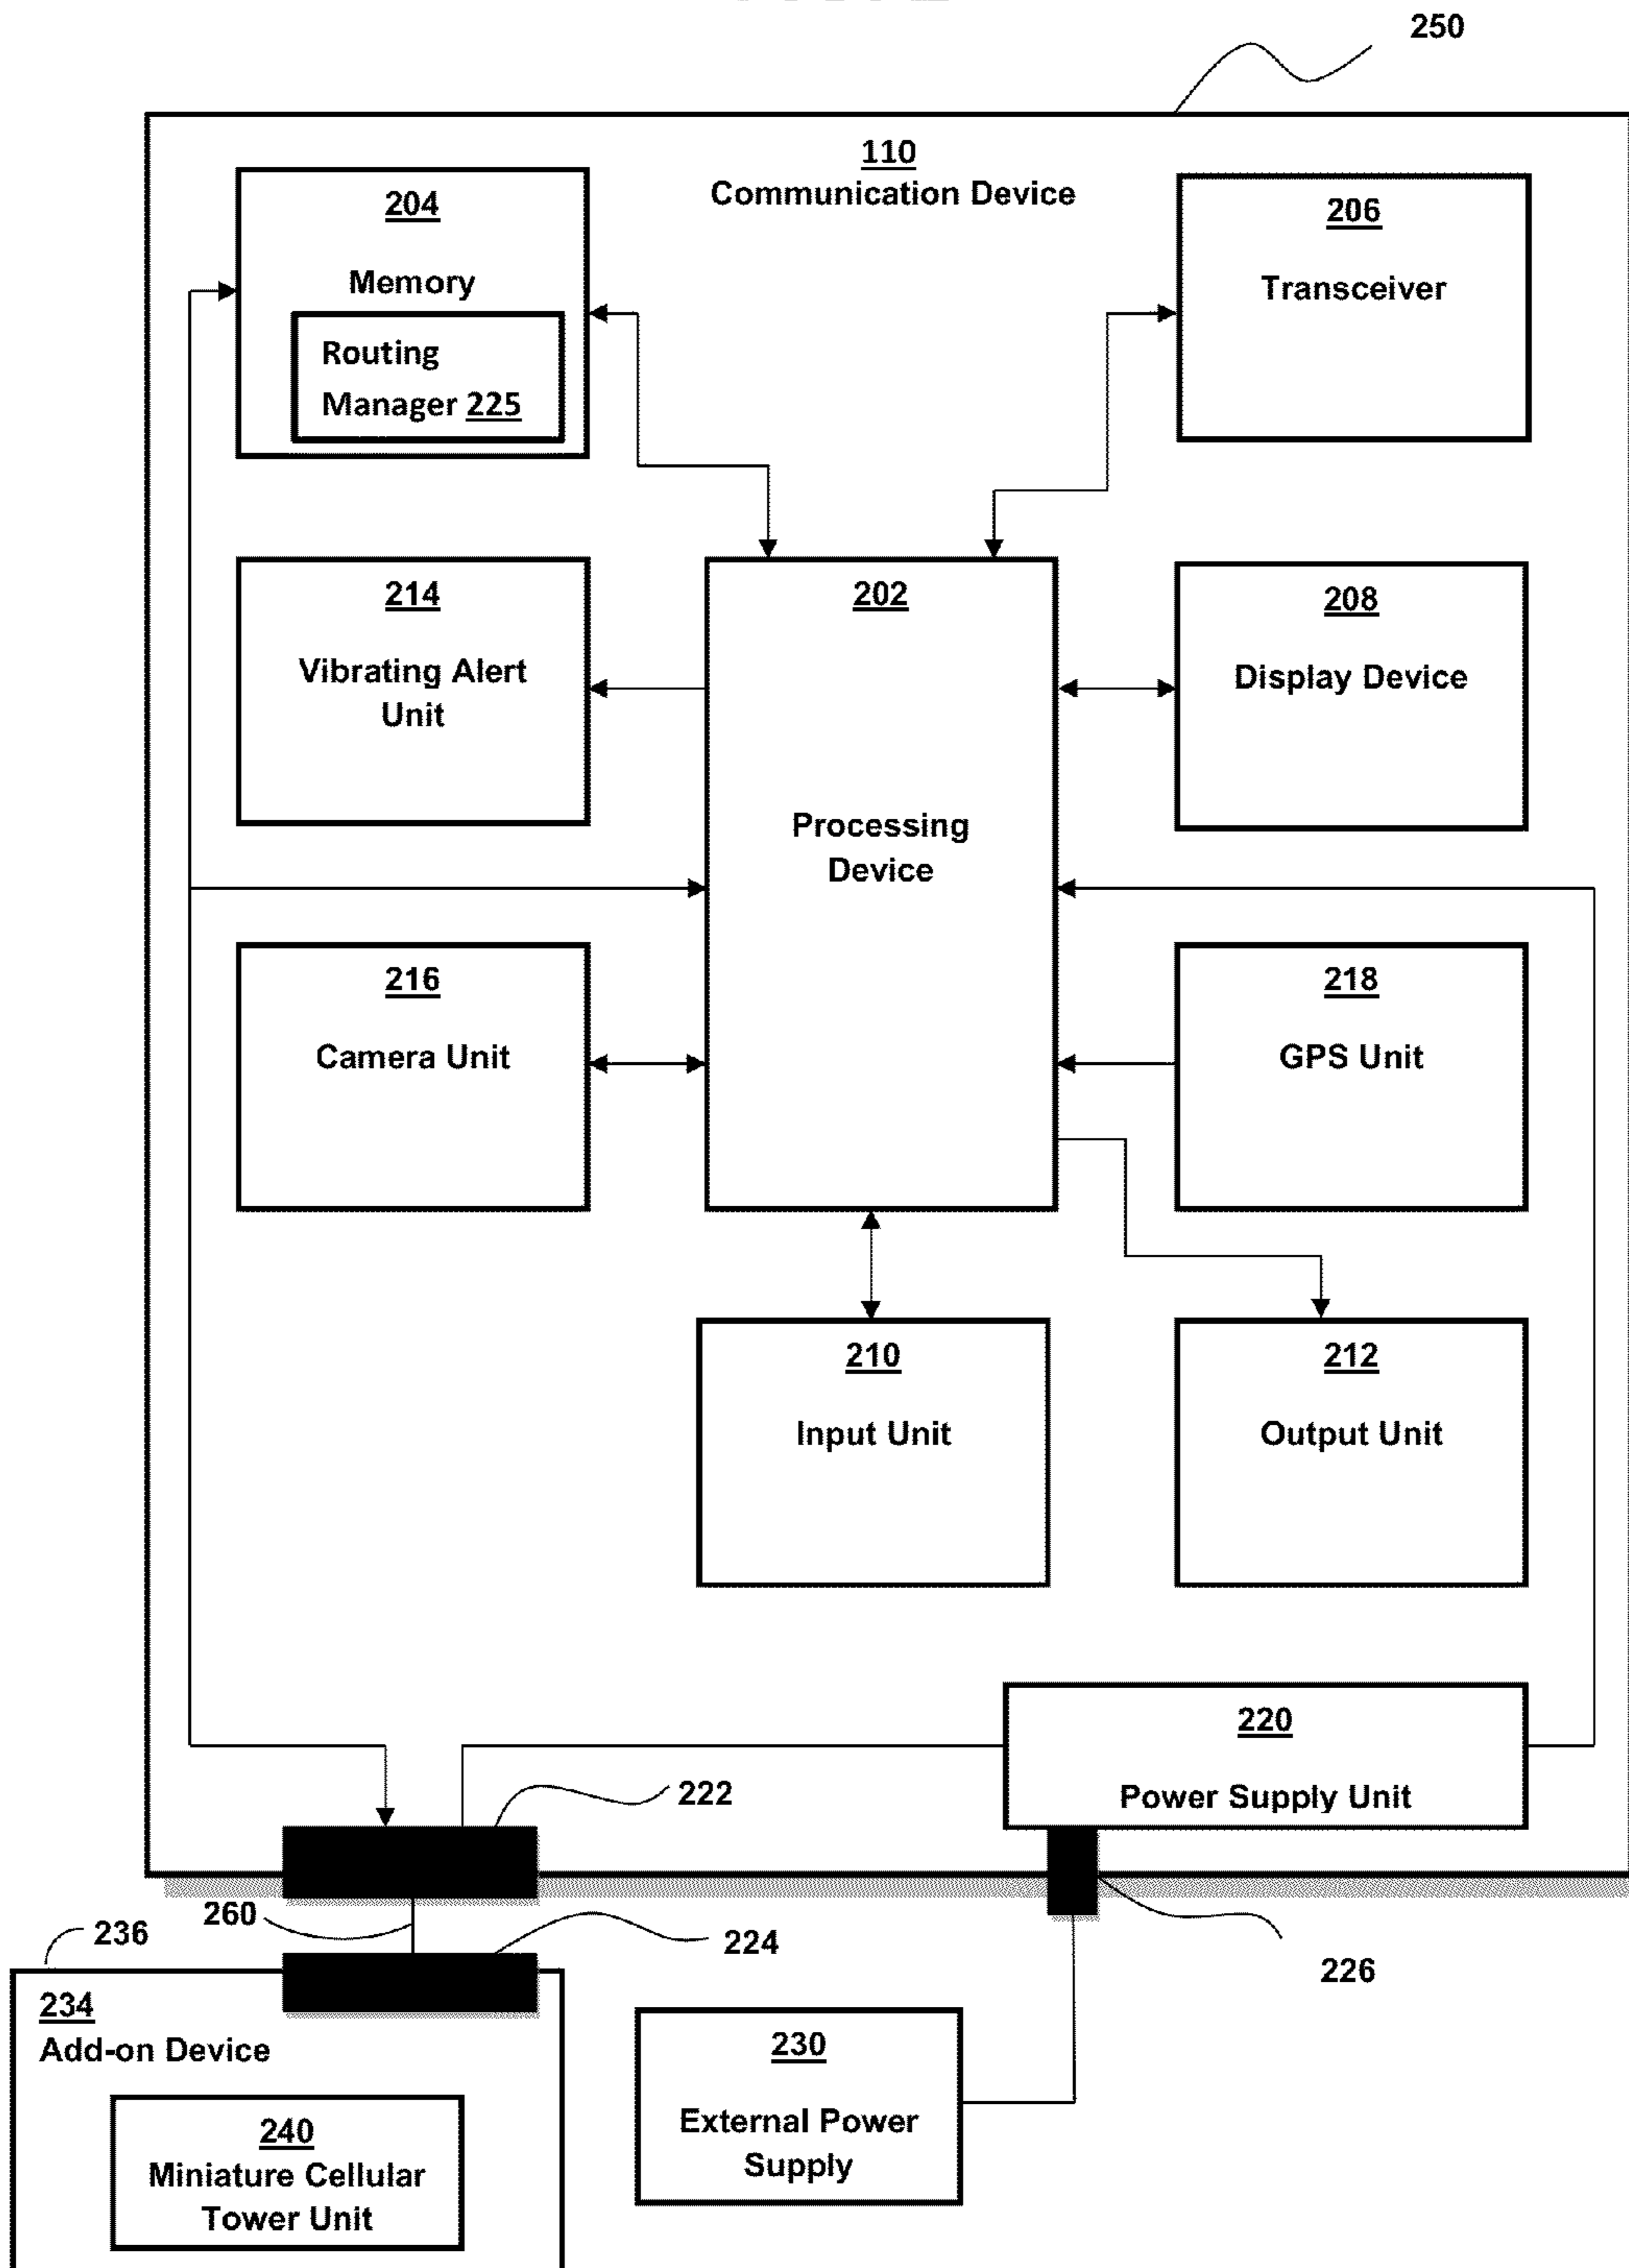 250
110
Communication Device
204
Memory
Routing
Manager 225
206
Transceiver
214
Vibrating Alert
Unit
202
Processing
Device
208
Display Device
216
Camera Unit
218
GPS Unit
210
Input Unit
212
Output Unit
220
Power Supply Unit
222
260
236
224
226
234
Add-on Device
240
Miniature Cellular
Tower Unit
230
External Power
Supply